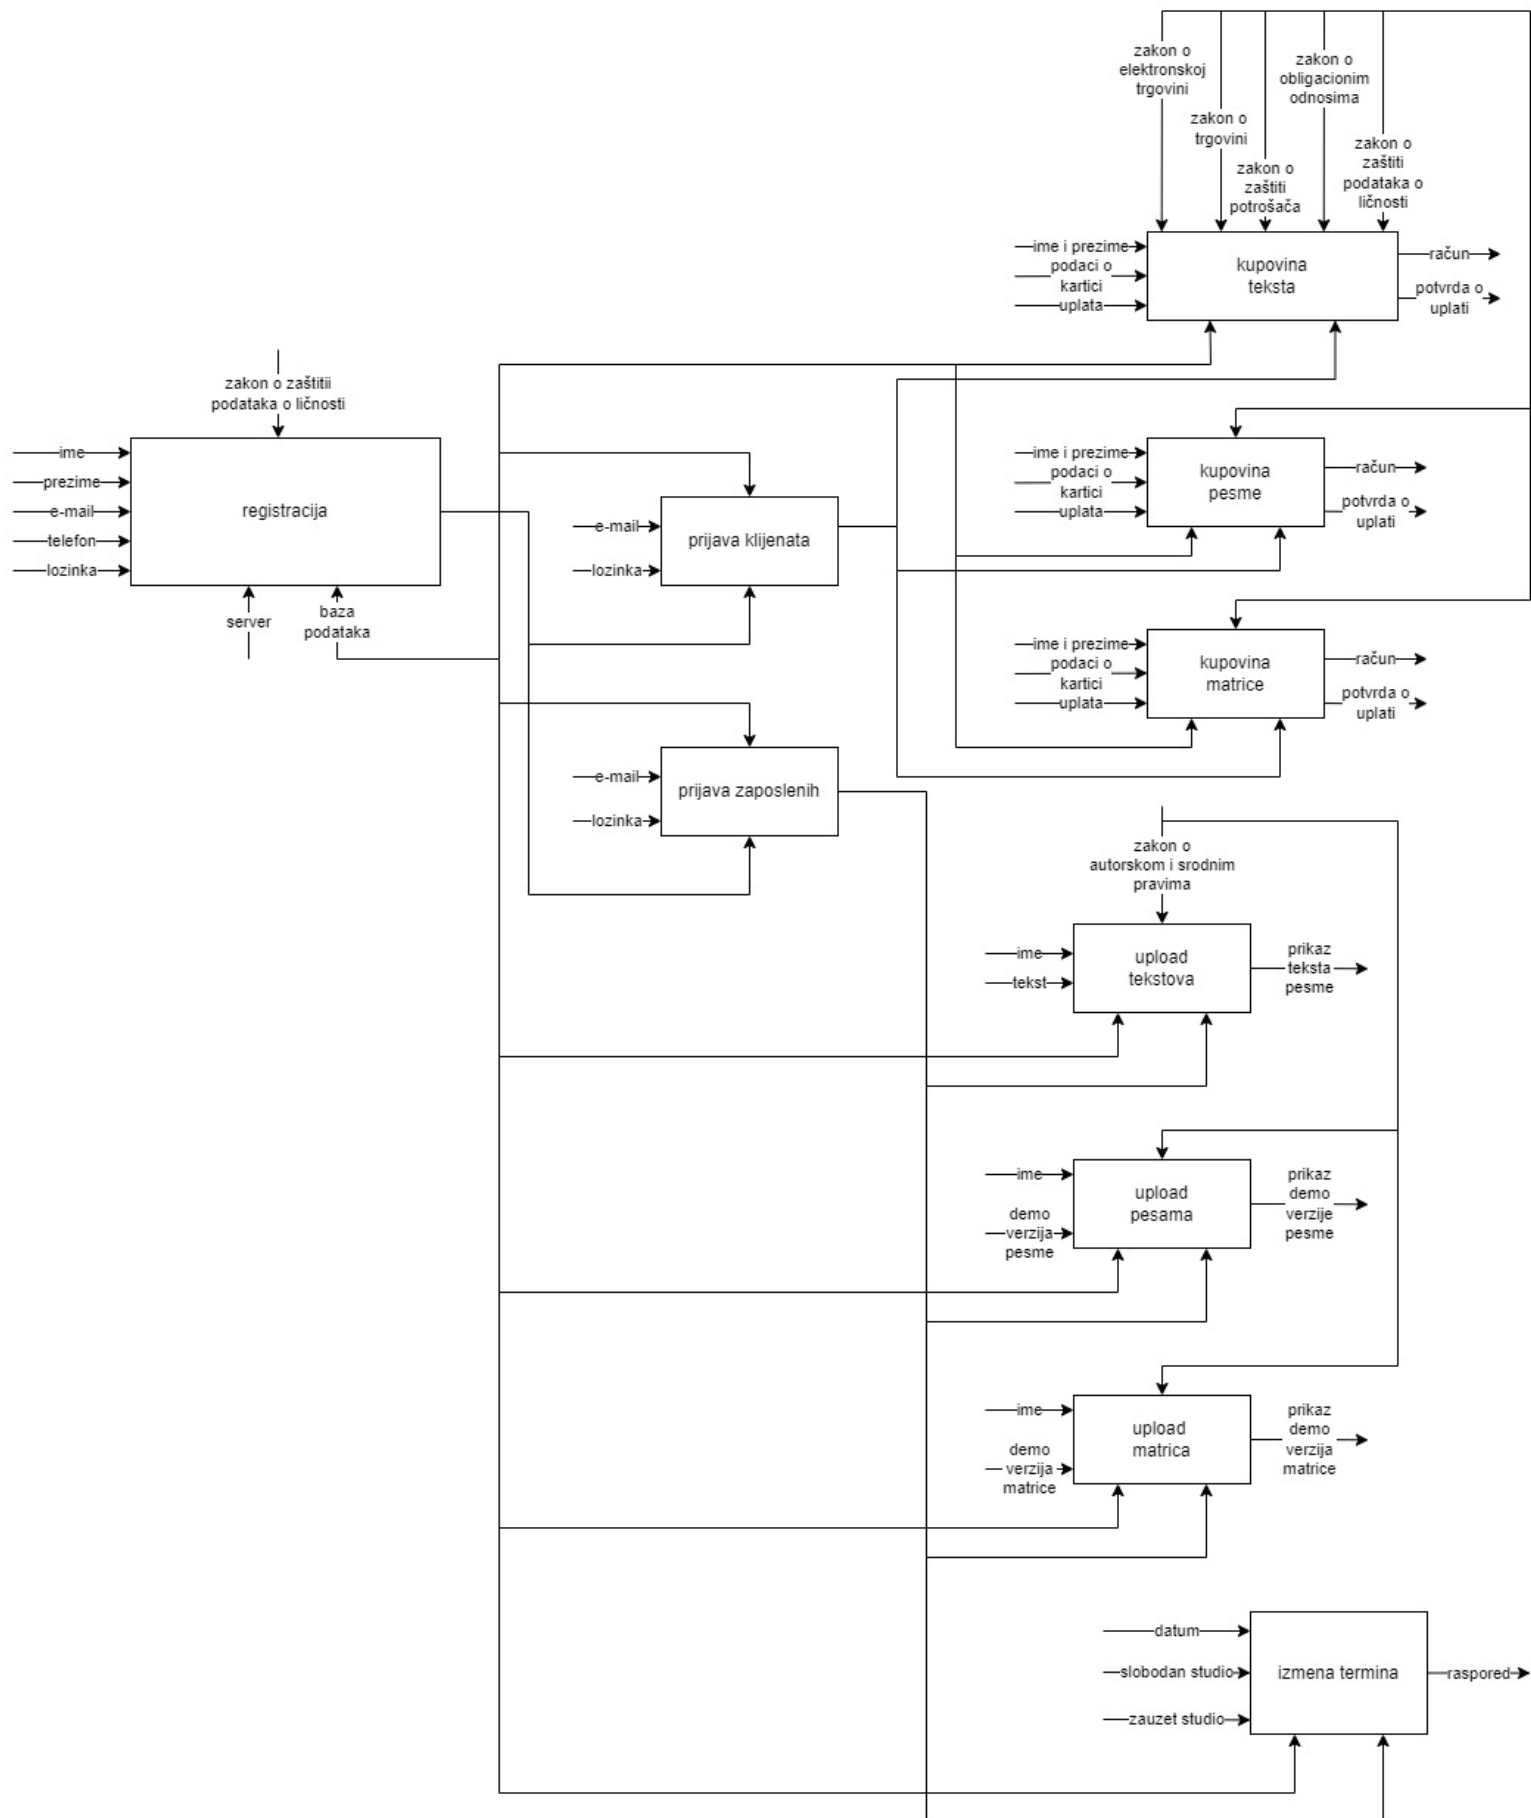 zakon o
elektronskoj
trgovini
zakon o
trgovini
zakon o
zaštiti
potrošača
zakon o
obligacionim
odnosima
zakon o
zaštiti
podataka o
ličnosti
ime i prezime
podaci o
kartici
uplata
kupovina
teksta
račun
potvrda o
uplati
zakon o zaštitii
podataka o ličnosti
ime
prezime
e-mail
telefon
lozinka
registracija
server
baza
podataka
e-mail
lozinka
prijava klijenata
ime i prezime
podaci o
kartici
uplata
kupovina
pesme
račun
potvrda o
uplati
ime i prezime
podaci o
kartici
uplata
kupovina
matrice
račun
potvrda o
uplati
e-mail
lozinka
prijava zaposlenih
zakon o
autorskom i srodnim
pravima
ime
tekst
upload
tekstova
prikaz
teksta
pesme
ime
demo
verzija
pesme
upload
pesama
prikaz
demo
verzije
pesme
ime
demo
verzija
matrice
upload
matrica
prikaz
demo
verzija
matrice
datum
slobodan studio
zauzet studio
izmena termina
raspored